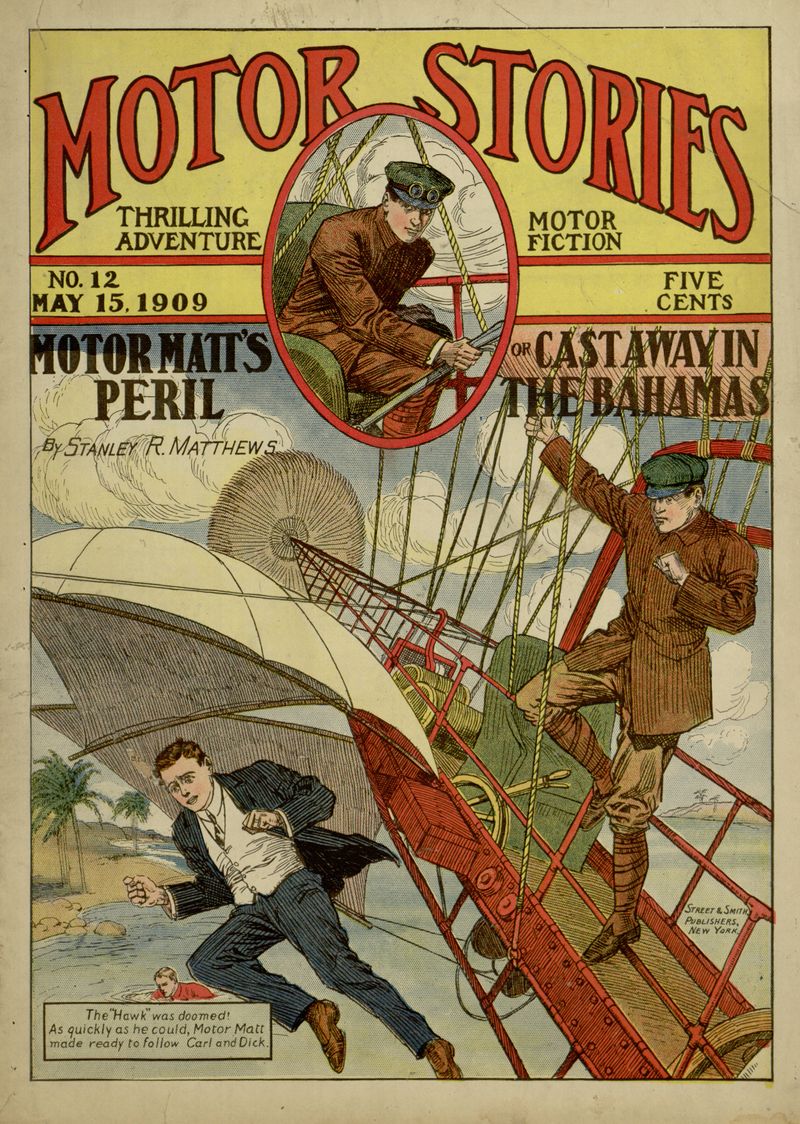 MOTOR STORIES
THRILLING
ADVENTURE
MOTOR
FICTION
NO. 12
MAY 15, 1909
FIVE
CENTS
MOTOR MATT'S
PERIL
OR CASTAWAY IN
THE BAHAMAS
By STANLEY R. MATTHEWS
STREET & SMITH,
PUBLISHERS,
NEW YORK.
The "Hawk" was doomed!
As quickly as he could, Motor Matt
made ready to follow Carl and Dick.